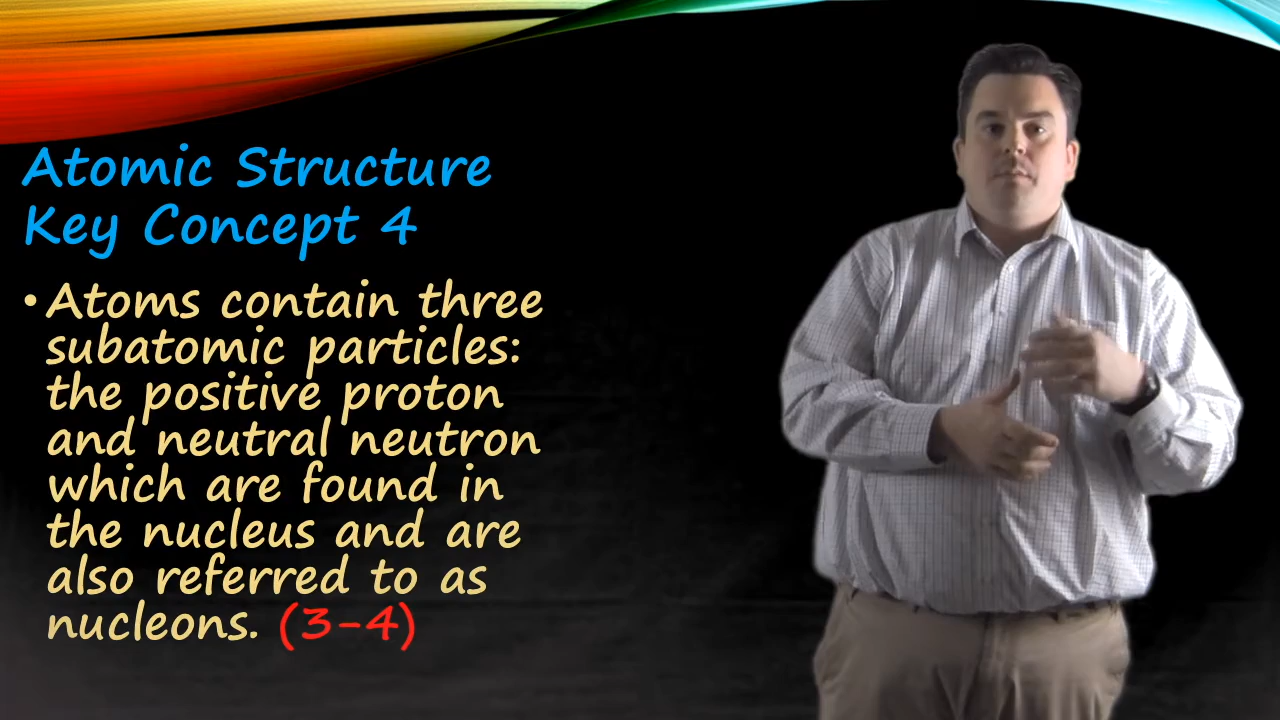 Atomic Structure
Key Concept 4
• Atoms contain three
subatomic particles:
the positive proton
and neutral neutron
which are found in
the nucleus and are
also referred to as
nucleons. (3-4)